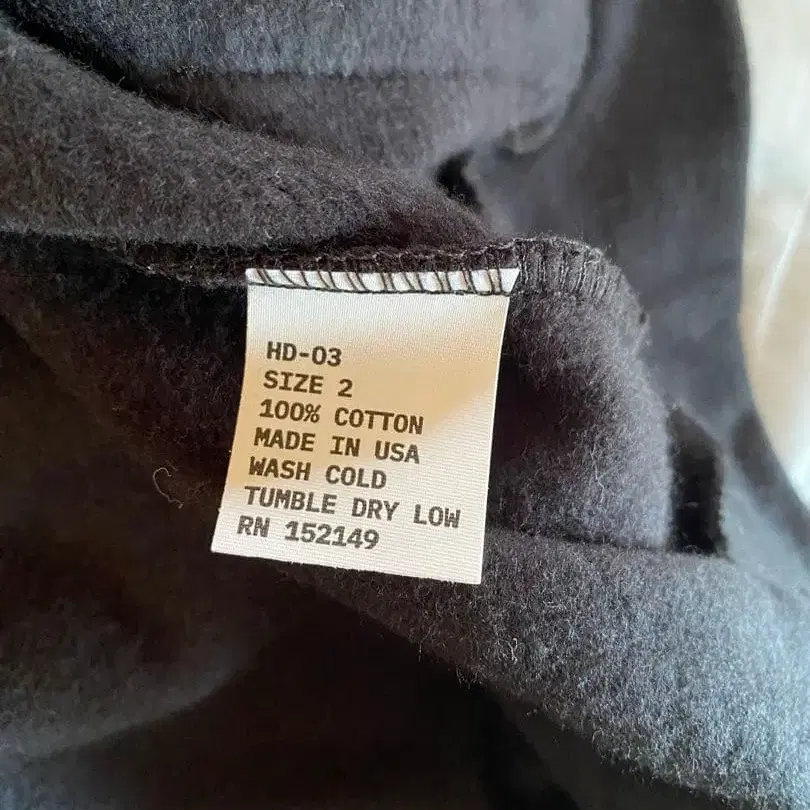 HD-03
SIZE 2
100% COTTON
MADE IN USA
WASH COLD
TUMBLE DRY LOW
RN 152149